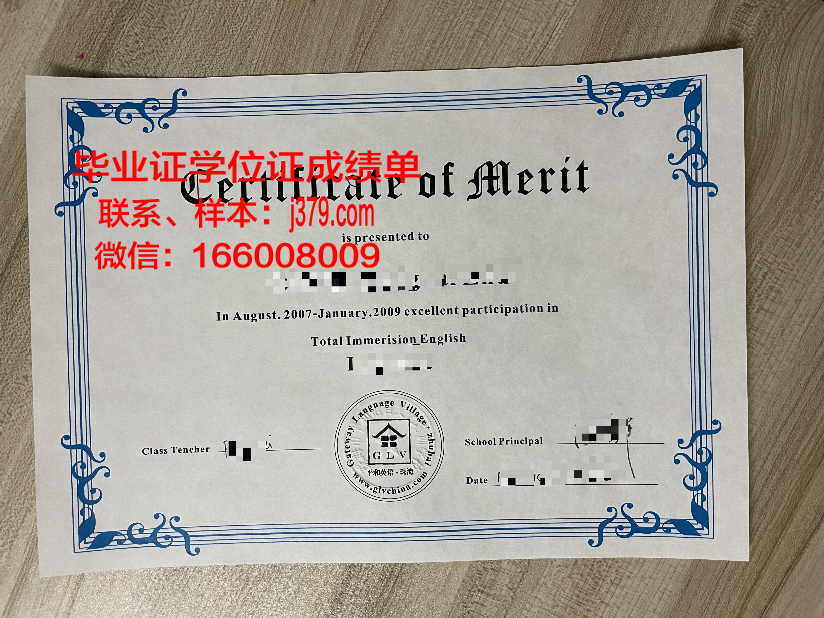 毕业证学位证成绩单
Certificate of Merit
联系、样本：j379.com
is presented to
微信：166008009
In August. 2007-January.2009 excellent participation in
Total Immerision English
Gateway Language Village · zhuhai
GLV
www.glvchina.com
Class Tencher
School Principal
Date